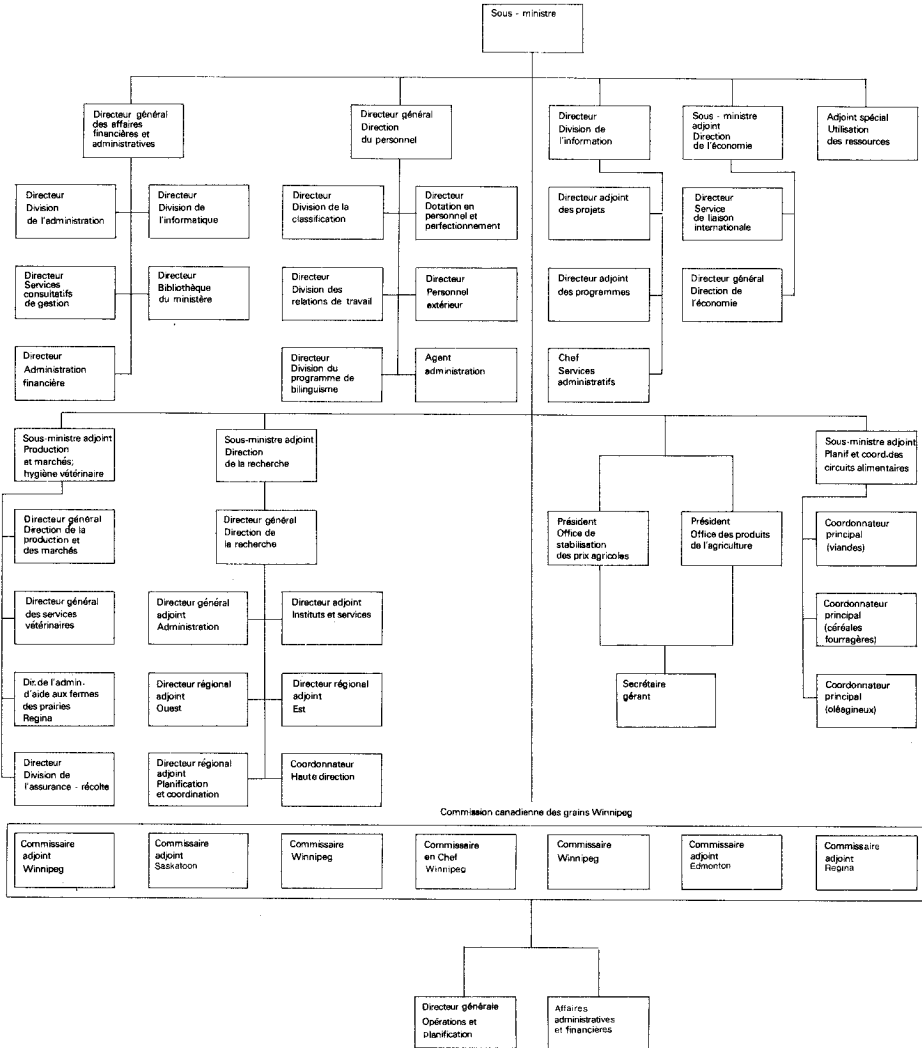 Sous - ministre
Directeur général
des affaires
financières et
administratives
Directeur général
Direction
du personnel
Directeur
Division de
l'information
Sous - ministre
adjoint
Direction
de l'économie
Adjoint spécial
Utilisation
des ressources
Directeur
Division
de l'administration
Directeur
Division de
l'informatique
Directeur
Division de la
classification
Directeur
Dotation en
personnel et
perfectionnement
Directeur adjoint
des projets
Directeur
Service
de liaison
internationale
Directeur
Services
consultatifs
de gestion
Directeur
Bibliothèque
du ministère
Directeur
Division des
relations de travail
Directeur
Personnel
extérieur
Directeur adjoint
des programmes
Directeur général
Direction de
l'économie
Directeur
Administration
financière
Directeur
Division du
programme de
bilinguisme
Agent
administration
Chef
Services
administratifs
Sous-ministre adjoint
Production
et marchés;
hygiène vétérinaire
Sous-ministre adjoint
Direction
de la recherche
Sous-ministre adjoint
Planif et coord.des
circuits alimentaires
Directeur général
Direction de la
production et
des marchés
Directeur général
Direction de
la recherche
Président
Office de
stabilisation
des prix agricoles
Président
Office des produits
de l'agriculture
Coordonnateur
principal
(viandes)
Directeur général
des services
vétérinaires
Directeur général
adjoint
Administration
Directeur adjoint
Instituts et services
Coordonnateur
principal
(céréales
fourragères)
Dir.de l'admin.
d'aide aux fermes
des prairies
Regina
Directeur régional
adjoint
Ouest
Directeur régional
adjoint
Est
Secrétaire
gérant
Coordonnateur
principal
(oléagineux)
Directeur
Division de
l'assurance - récolte
Directeur régional
adjoint
Planification
et coordination
Coordonnateur
Haute direction
Commission canadienne des grains Winnipeg
Commissaire
adjoint
Winnipeg
Commissaire
adjoint
Saskatoon
Commissaire
Winnipeg
Commissaire
en Chef
Winnipeg
Commissaire
Winnipeg
Commissaire
adjoint
Edmonton
Commissaire
adjoint
Regina
Directeur générale
Opérations et
planification
Affaires
administratives
et financieres